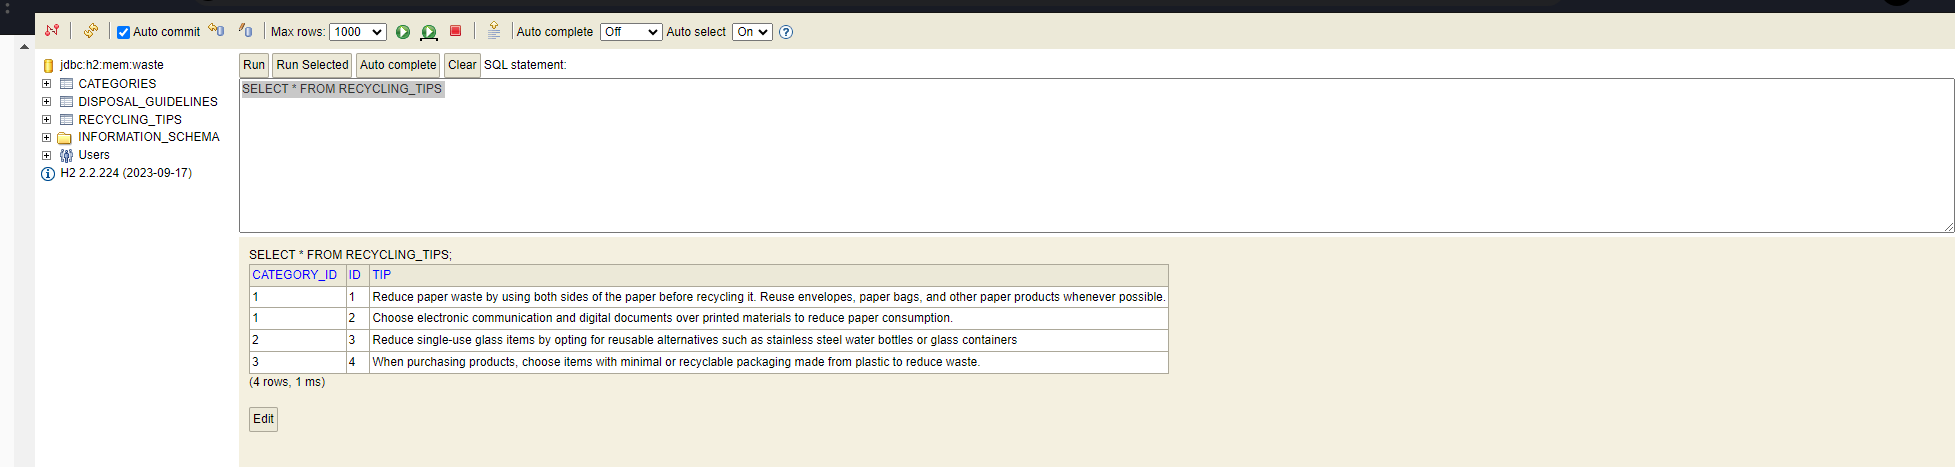 Auto commit Max rows: 1000 Auto complete Off Auto select On ?
jdbc:h2:mem:waste
CATEGORIES
DISPOSAL_GUIDELINES
RECYCLING_TIPS
INFORMATION_SCHEMA
Users
H2 2.2.224 (2023-09-17)
Run Run Selected Auto complete Clear SQL statement:
SELECT * FROM RECYCLING_TIPS
SELECT * FROM RECYCLING_TIPS;
CATEGORY_ID ID TIP
1 1 Reduce paper waste by using both sides of the paper before recycling it. Reuse envelopes, paper bags, and other paper products whenever possible.
1 2 Choose electronic communication and digital documents over printed materials to reduce paper consumption.
2 3 Reduce single-use glass items by opting for reusable alternatives such as stainless steel water bottles or glass containers
3 4 When purchasing products, choose items with minimal or recyclable packaging made from plastic to reduce waste.
(4 rows, 1 ms)
Edit